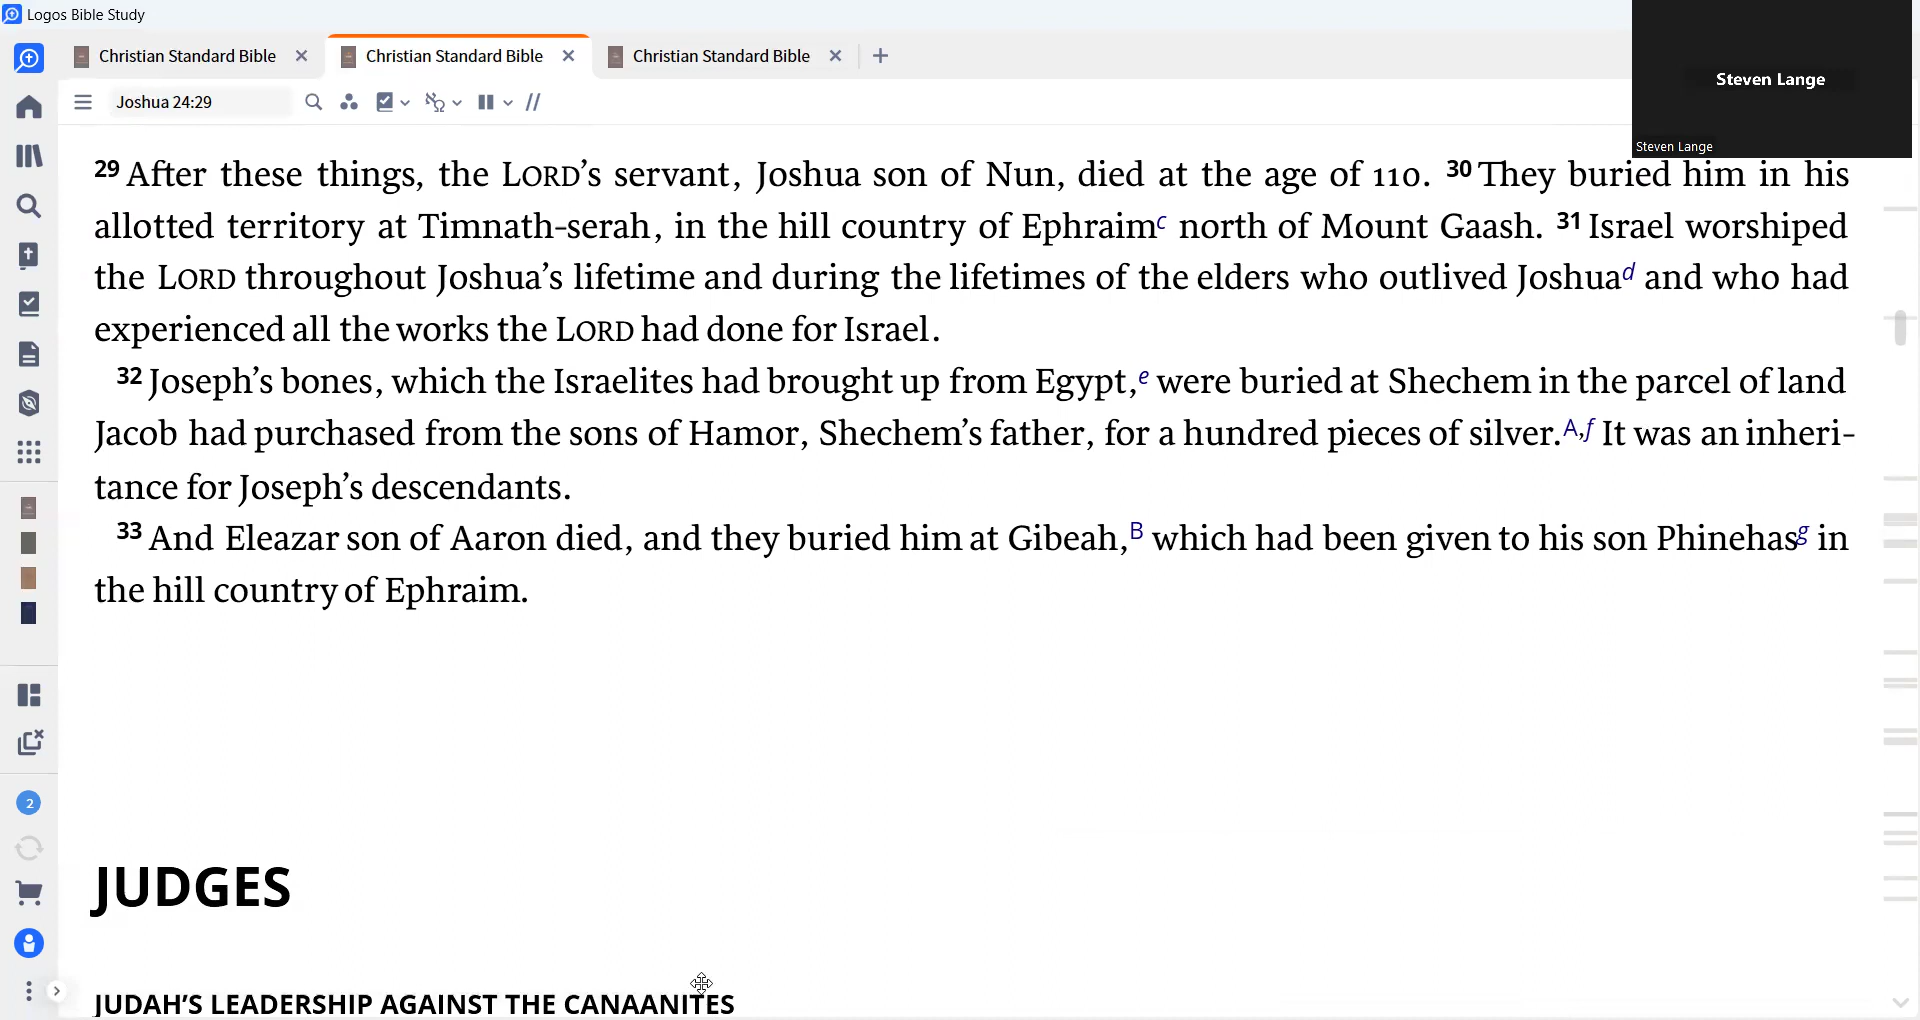 Logos Bible Study
Christian Standard Bible
Christian Standard Bible
Christian Standard Bible
Joshua 24:29
Steven Lange
Steven Lange
29 After these things, the LORD’s servant, Joshua son of Nun, died at the age of 110. 30 They buried him in his
allotted territory at Timnath-serah, in the hill country of Ephraimc north of Mount Gaash. 31 Israel worshiped
the LORD throughout Joshua’s lifetime and during the lifetimes of the elders who outlived Joshuad and who had
experienced all the works the LORD had done for Israel.
32 Joseph’s bones, which the Israelites had brought up from Egypt,e were buried at Shechem in the parcel of land
Jacob had purchased from the sons of Hamor, Shechem’s father, for a hundred pieces of silver.A,f It was an inheri-
tance for Joseph’s descendants.
33 And Eleazar son of Aaron died, and they buried him at Gibeah,B which had been given to his son Phinehasg in
the hill country of Ephraim.
2
JUDGES
JUDAH’S LEADERSHIP AGAINST THE CANAANITES